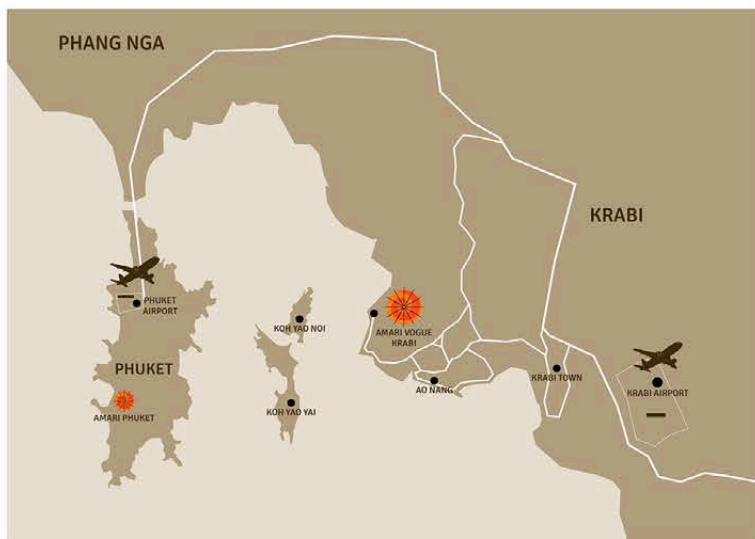 PHANG NGA
KRABI
PHUKET
AIRPORT
KOH YAO NOI
AMARI VOGUE
KRABI
PHUKET
AO NANG
KRABI TOWN
KRABI AIRPORT
KOH YAO YAI
AMARI PHUKET